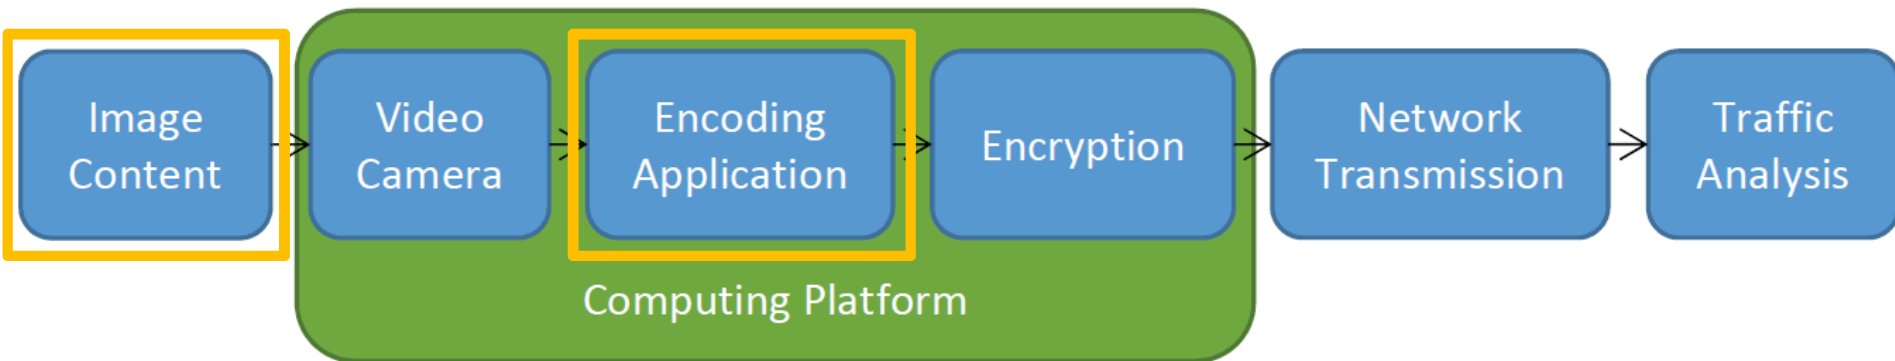 Image
Content
Video
Camera
Encoding
Application
Encryption
Network
Transmission
Traffic
Analysis
Computing Platform